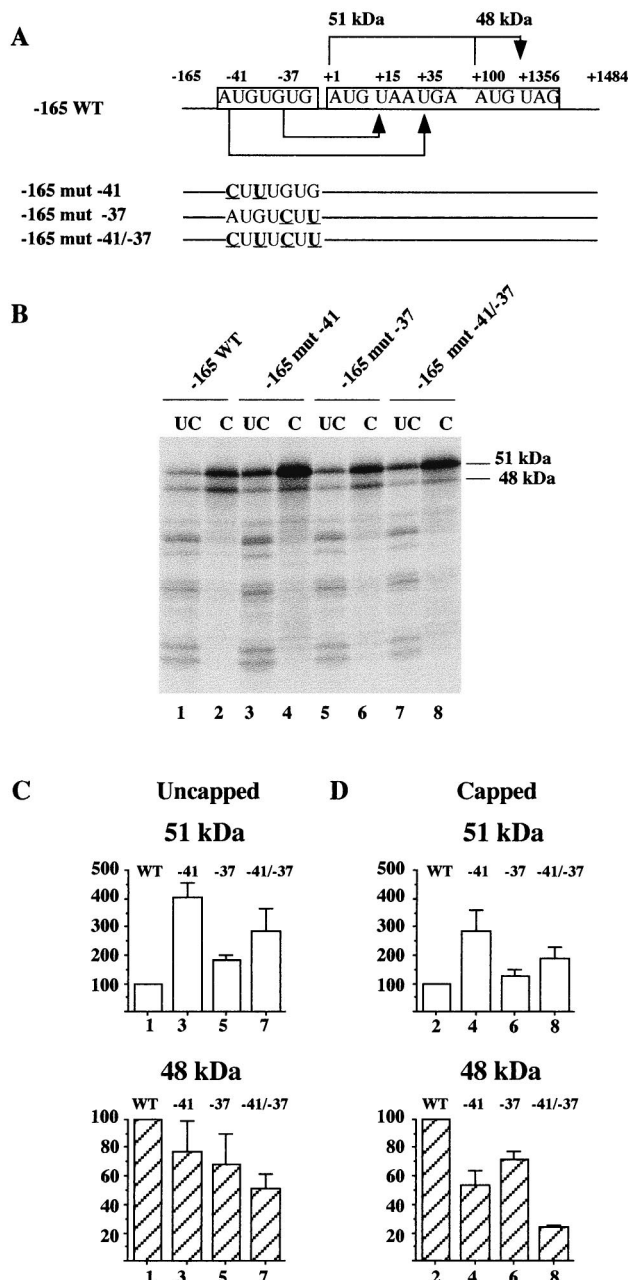 A
51 kDa 48 kDa
-165 -41 -37 +1 +15 +35 +100 +1356 +1484
-165 WT AUGUGUG AUG UAAUGA AUG UAG
-165 mut -41 CUUUGUG
-165 mut -37 AUGUCUU
-165 mut -41/-37 CUUUCUU
B
-165 WT -165 mut -41 -165 mut -37 -165 mut -41/-37
UC C UC C UC C UC C
51 kDa
48 kDa
1 2 3 4 5 6 7 8
C Uncapped D Capped
51 kDa 51 kDa
500 WT -41 -37 -41/-37 500 WT -41 -37 -41/-37
400 400
300 300
200 200
100 100
1 3 5 7 2 4 6 8
48 kDa 48 kDa
100 WT -41 -37 -41/-37 100 WT -41 -37 -41/-37
80 80
60 60
40 40
20 20
1 3 5 7 2 4 6 8